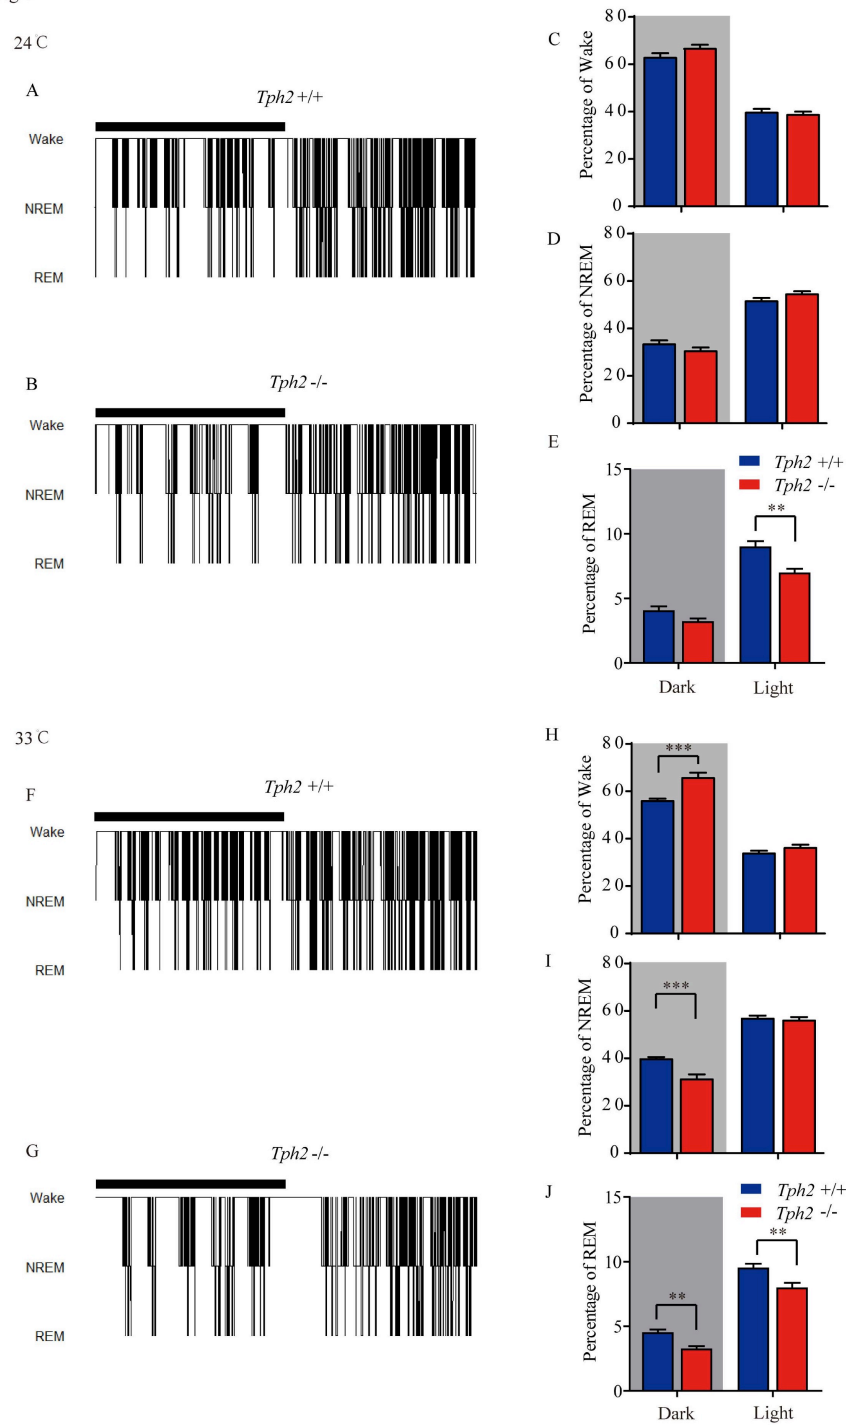 24℃
A
Tph2 +/+
Wake
NREM
REM
B
Tph2 -/-
Wake
NREM
REM
C
Percentage of Wake
80
60
40
20
0
D
Percentage of NREM
80
60
40
20
0
E
Percentage of REM
15
10
5
0
Tph2 +/+
Tph2 -/-
**
Dark
Light
33℃
F
Tph2 +/+
Wake
NREM
REM
G
Tph2 -/-
Wake
NREM
REM
H
Percentage of Wake
80
60
40
20
0
***
I
Percentage of NREM
80
60
40
20
0
***
J
Percentage of REM
15
10
5
0
Tph2 +/+
Tph2 -/-
**
**
Dark
Light